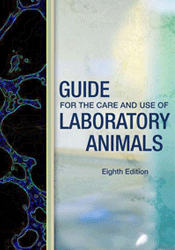 GUIDE
FOR THE CARE AND USE OF
LABORATORY
ANIMALS
Eighth Edition